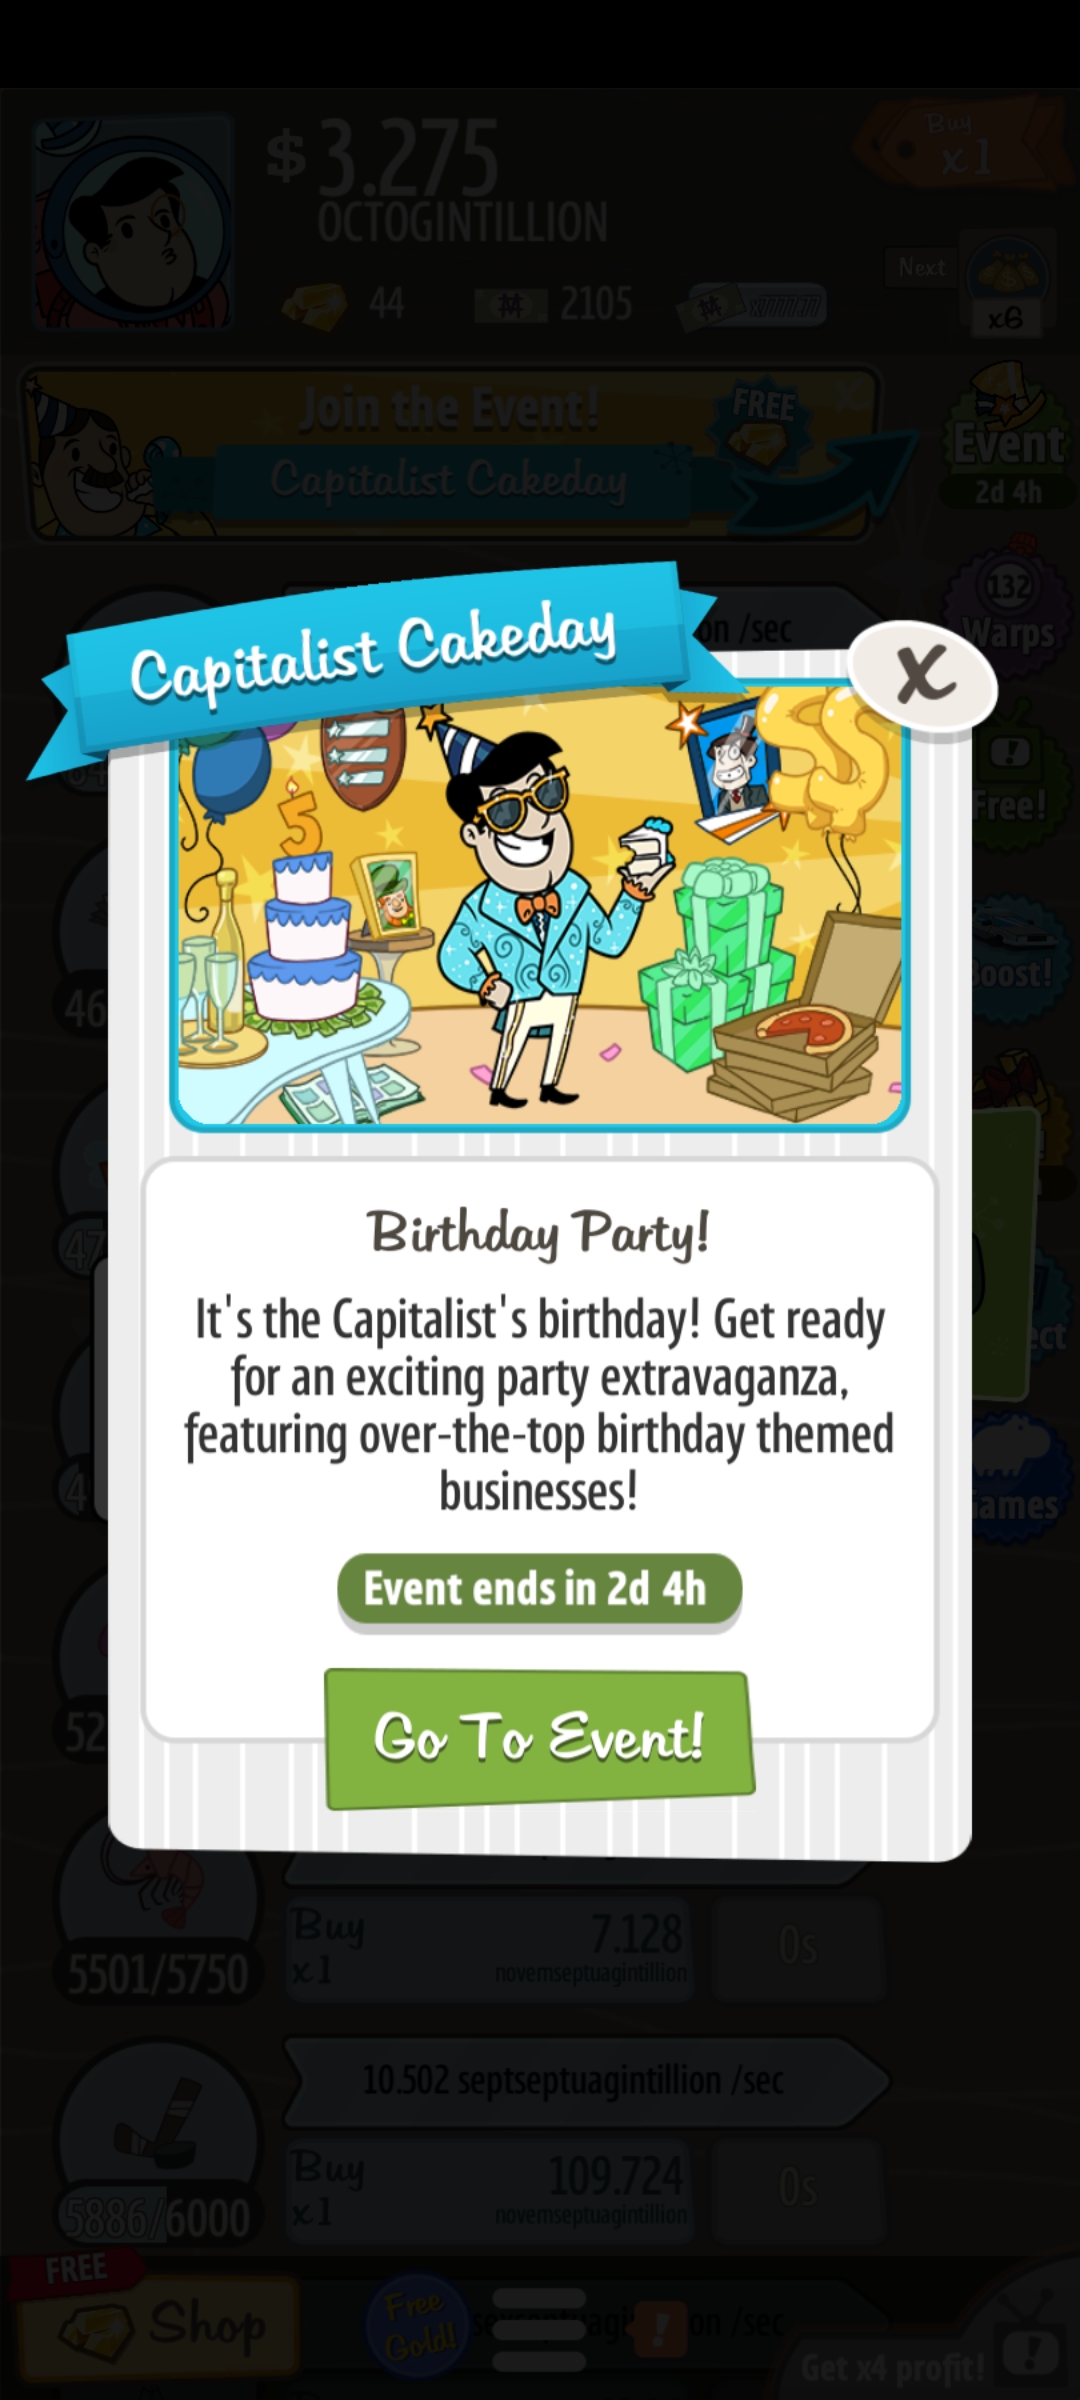 $ 3.275
OCTOGINTILLION
Buy
x1
44
2105
x7777.77
Next
x6
Join the Event!
Capitalist Cakeday
FREE
Event
2d 4h
132
Warps
on /sec
Capitalist Cakeday
X
Free!
5
46
Boost!
47
Birthday Party!
It's the Capitalist's birthday! Get ready
for an exciting party extravaganza,
featuring over-the-top birthday themed
businesses!
ect
4
Games
Event ends in 2d 4h
52
Go To Event!
5501/5750
Buy
x1
7.128
novemseptuagintillion
0s
10.502 septseptuagintillion /sec
5886/6000
Buy
x1
109.724
novemseptuagintillion
0s
FREE
Shop
Free
Gold!
on /sec
Get x4 profit!